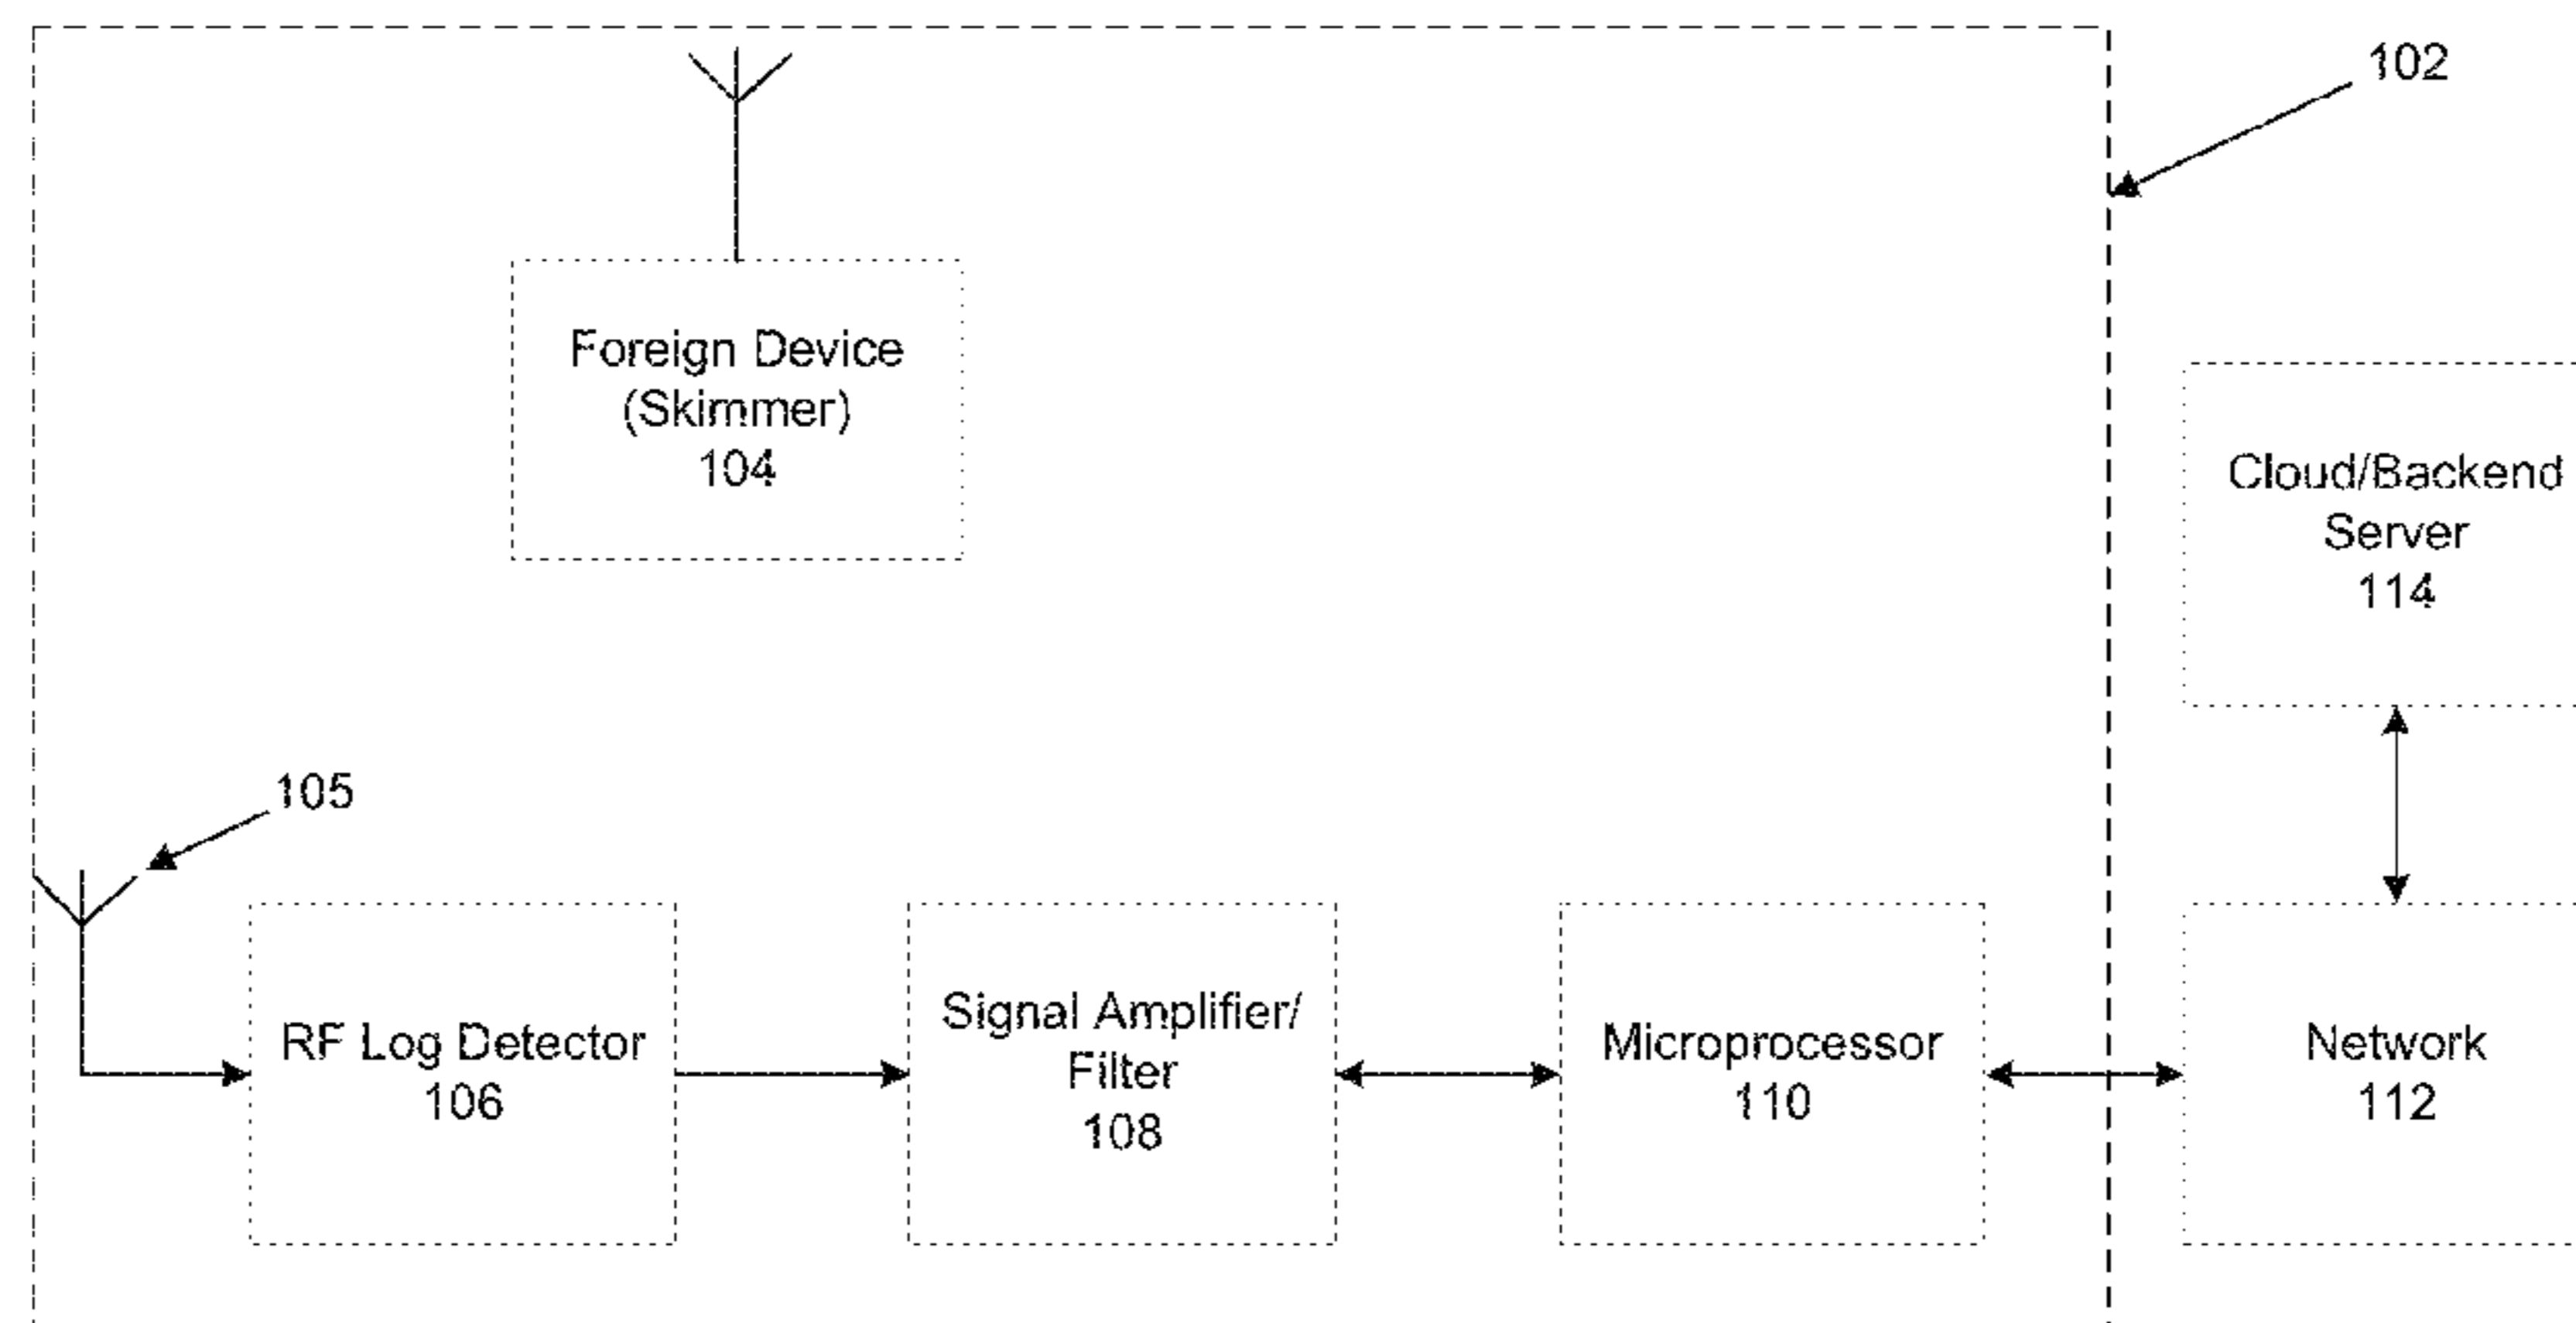 102
Foreign Device
(Skimmer)
104
Cloud/Backend
Server
114
105
RF Log Detector
106
Signal Amplifier/
Filter
108
Microprocessor
110
Network
112